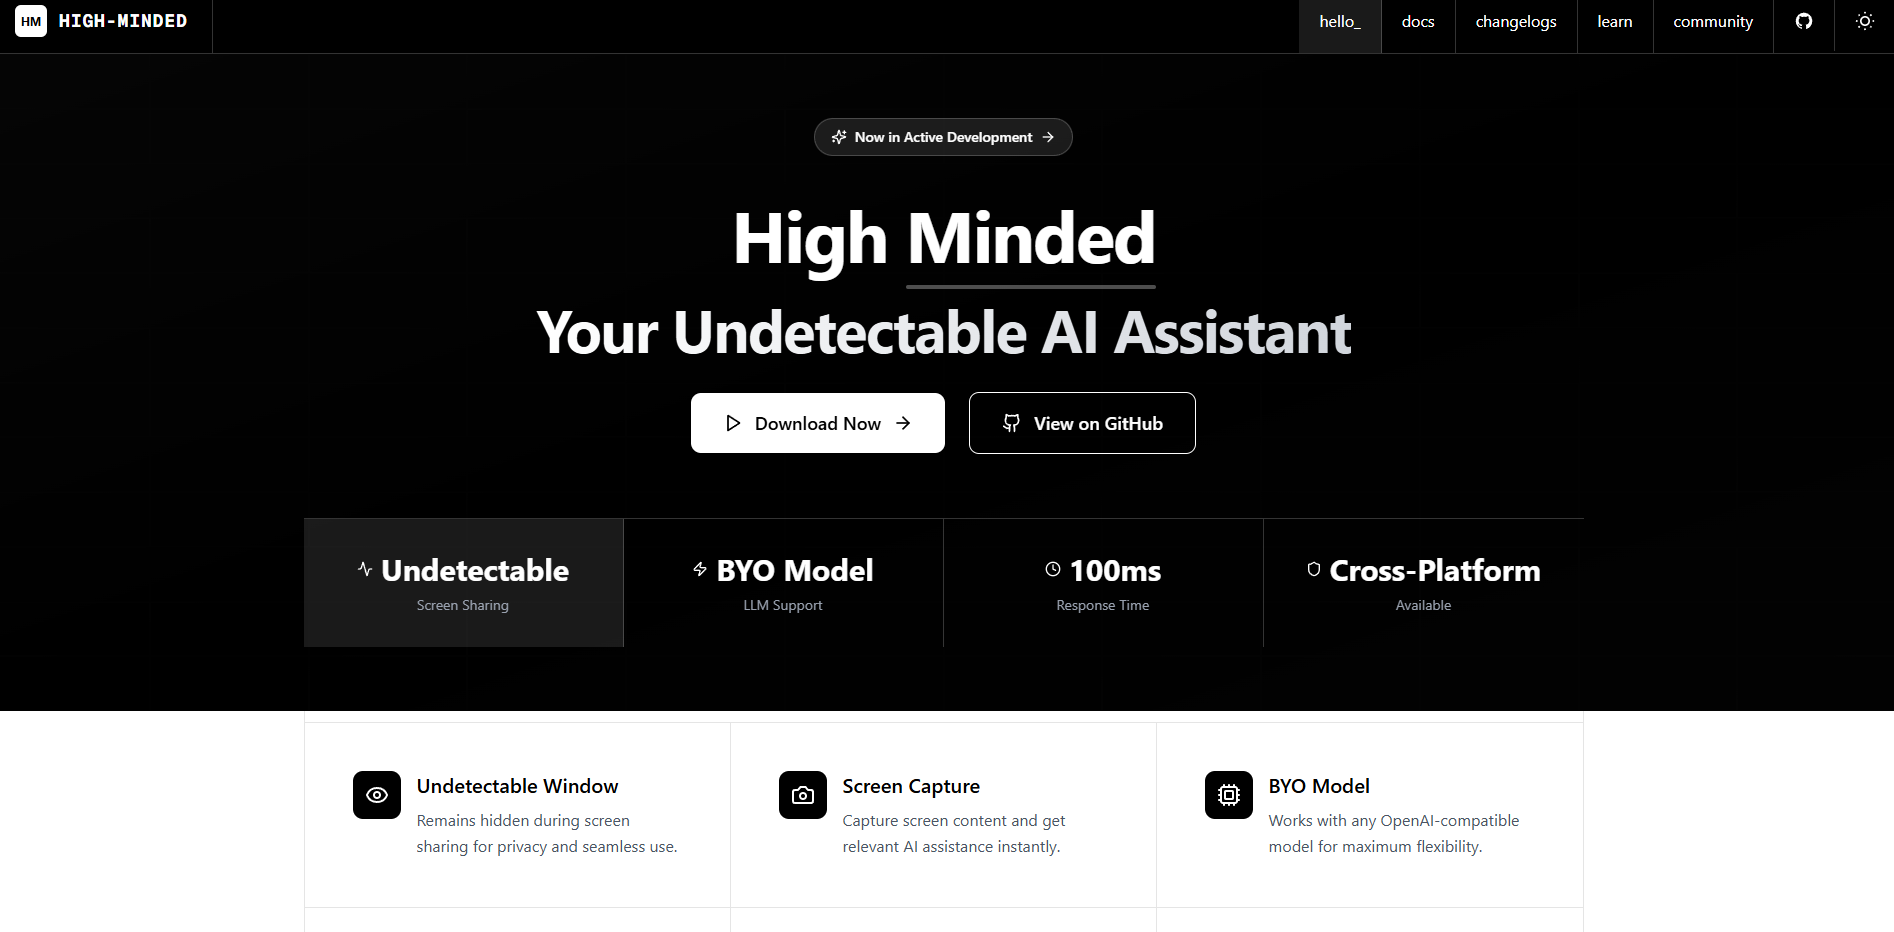 HM HIGH-MINDED
hello_ docs changelogs learn community
Now in Active Development
High Minded
Your Undetectable AI Assistant
Download Now
View on GitHub
Undetectable
Screen Sharing
BYO Model
LLM Support
100ms
Response Time
Cross-Platform
Available
Undetectable Window
Remains hidden during screen
sharing for privacy and seamless use.
Screen Capture
Capture screen content and get
relevant AI assistance instantly.
BYO Model
Works with any OpenAI-compatible
model for maximum flexibility.